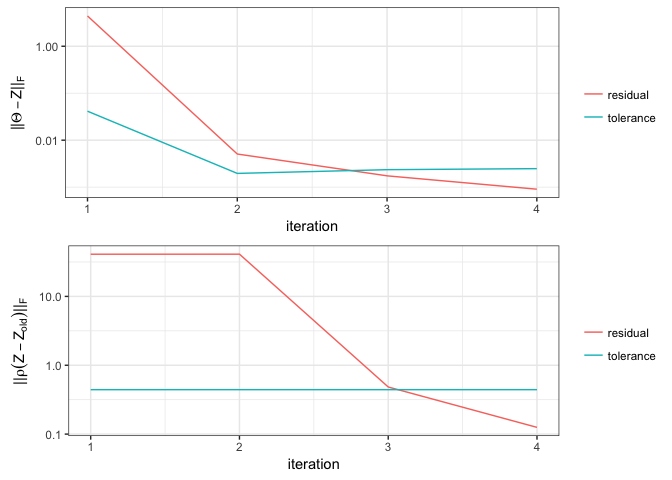 1.00
0.01
||Θ − Z||F
1 2 3 4
iteration
residual
tolerance
10.0
1.0
0.1
||ρ(Z − Zold)||F
1 2 3 4
iteration
residual
tolerance